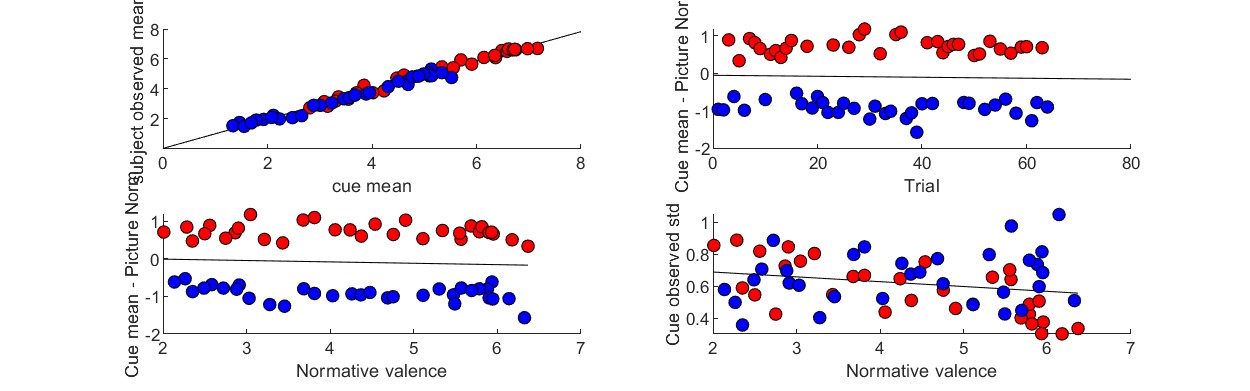 subject observed mean
8
6
4
2
0 2 4 6 8
cue mean
Cue mean - Picture Nor
1
0
-1
-2
0 20 40 60 80
Trial
Cue mean - Picture Norm
1
0
-1
-2
2 3 4 5 6 7
Normative valence
Cue observed std
1
0.8
0.6
0.4
2 3 4 5 6 7
Normative valence